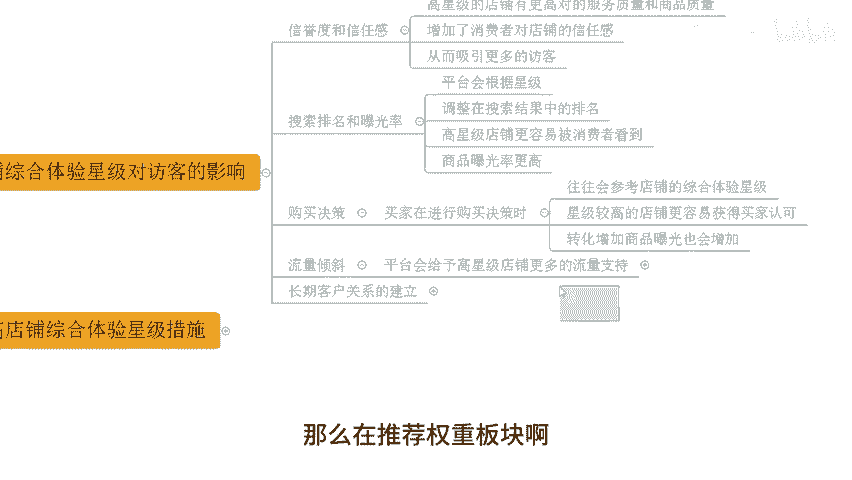 高星级的店铺有更高对的服务质量和商品质量
信誉度和信任感
增加了消费者对店铺的信任感
从而吸引更多的访客
平台会根据星级
搜索排名和曝光率
调整在搜索结果中的排名
高星级店铺更容易被消费者看到
商品曝光率更高
综合体验星级对访客的影响
往往会参考店铺的综合体验星级
购买决策
买家在进行购买决策时
星级较高的店铺更容易获得买家认可
转化增加商品曝光也会增加
流量倾斜
平台会给予高星级店铺更多的流量支持
长期客户关系的建立
店铺综合体验星级措施
那么在推荐权重板块啊